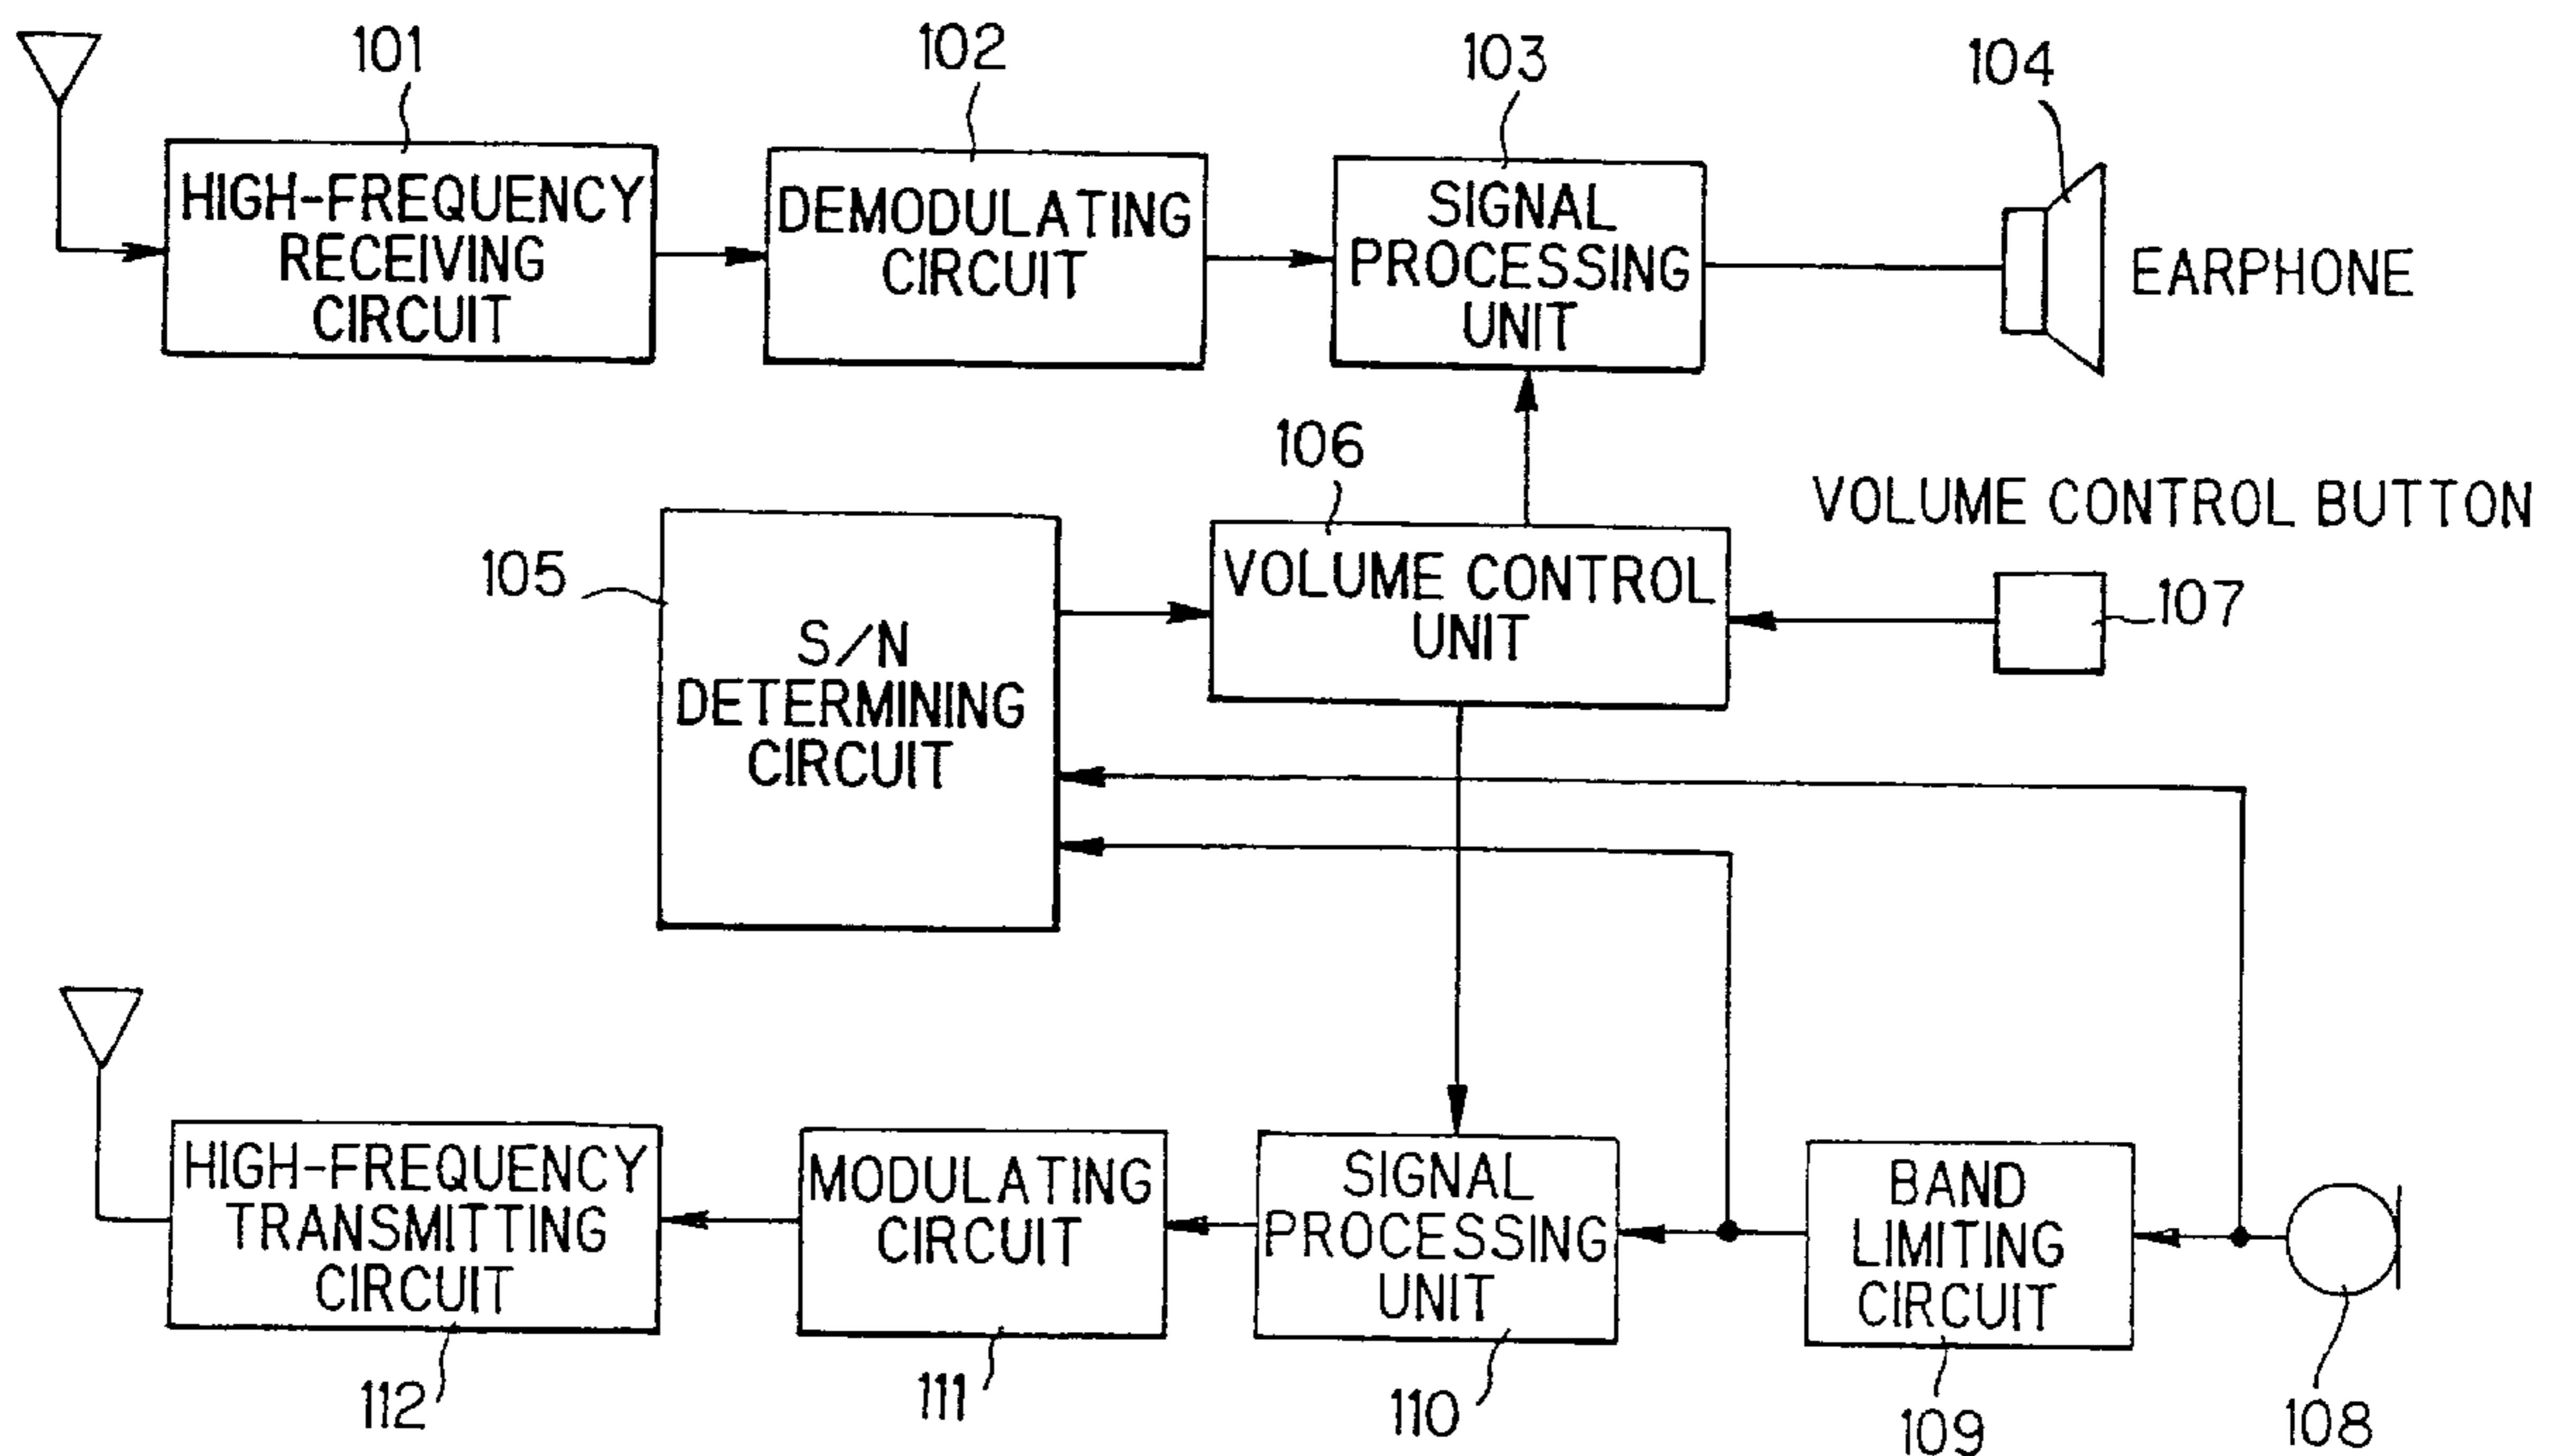 101
102
103
104
HIGH-FREQUENCY
RECEIVING
CIRCUIT
DEMODULATING
CIRCUIT
SIGNAL
PROCESSING
UNIT
EARPHONE
106
VOLUME CONTROL BUTTON
105
VOLUME CONTROL
UNIT
107
S/N
DETERMINING
CIRCUIT
HIGH-FREQUENCY
TRANSMITTING
CIRCUIT
MODULATING
CIRCUIT
SIGNAL
PROCESSING
UNIT
BAND
LIMITING
CIRCUIT
112
111
110
109
108